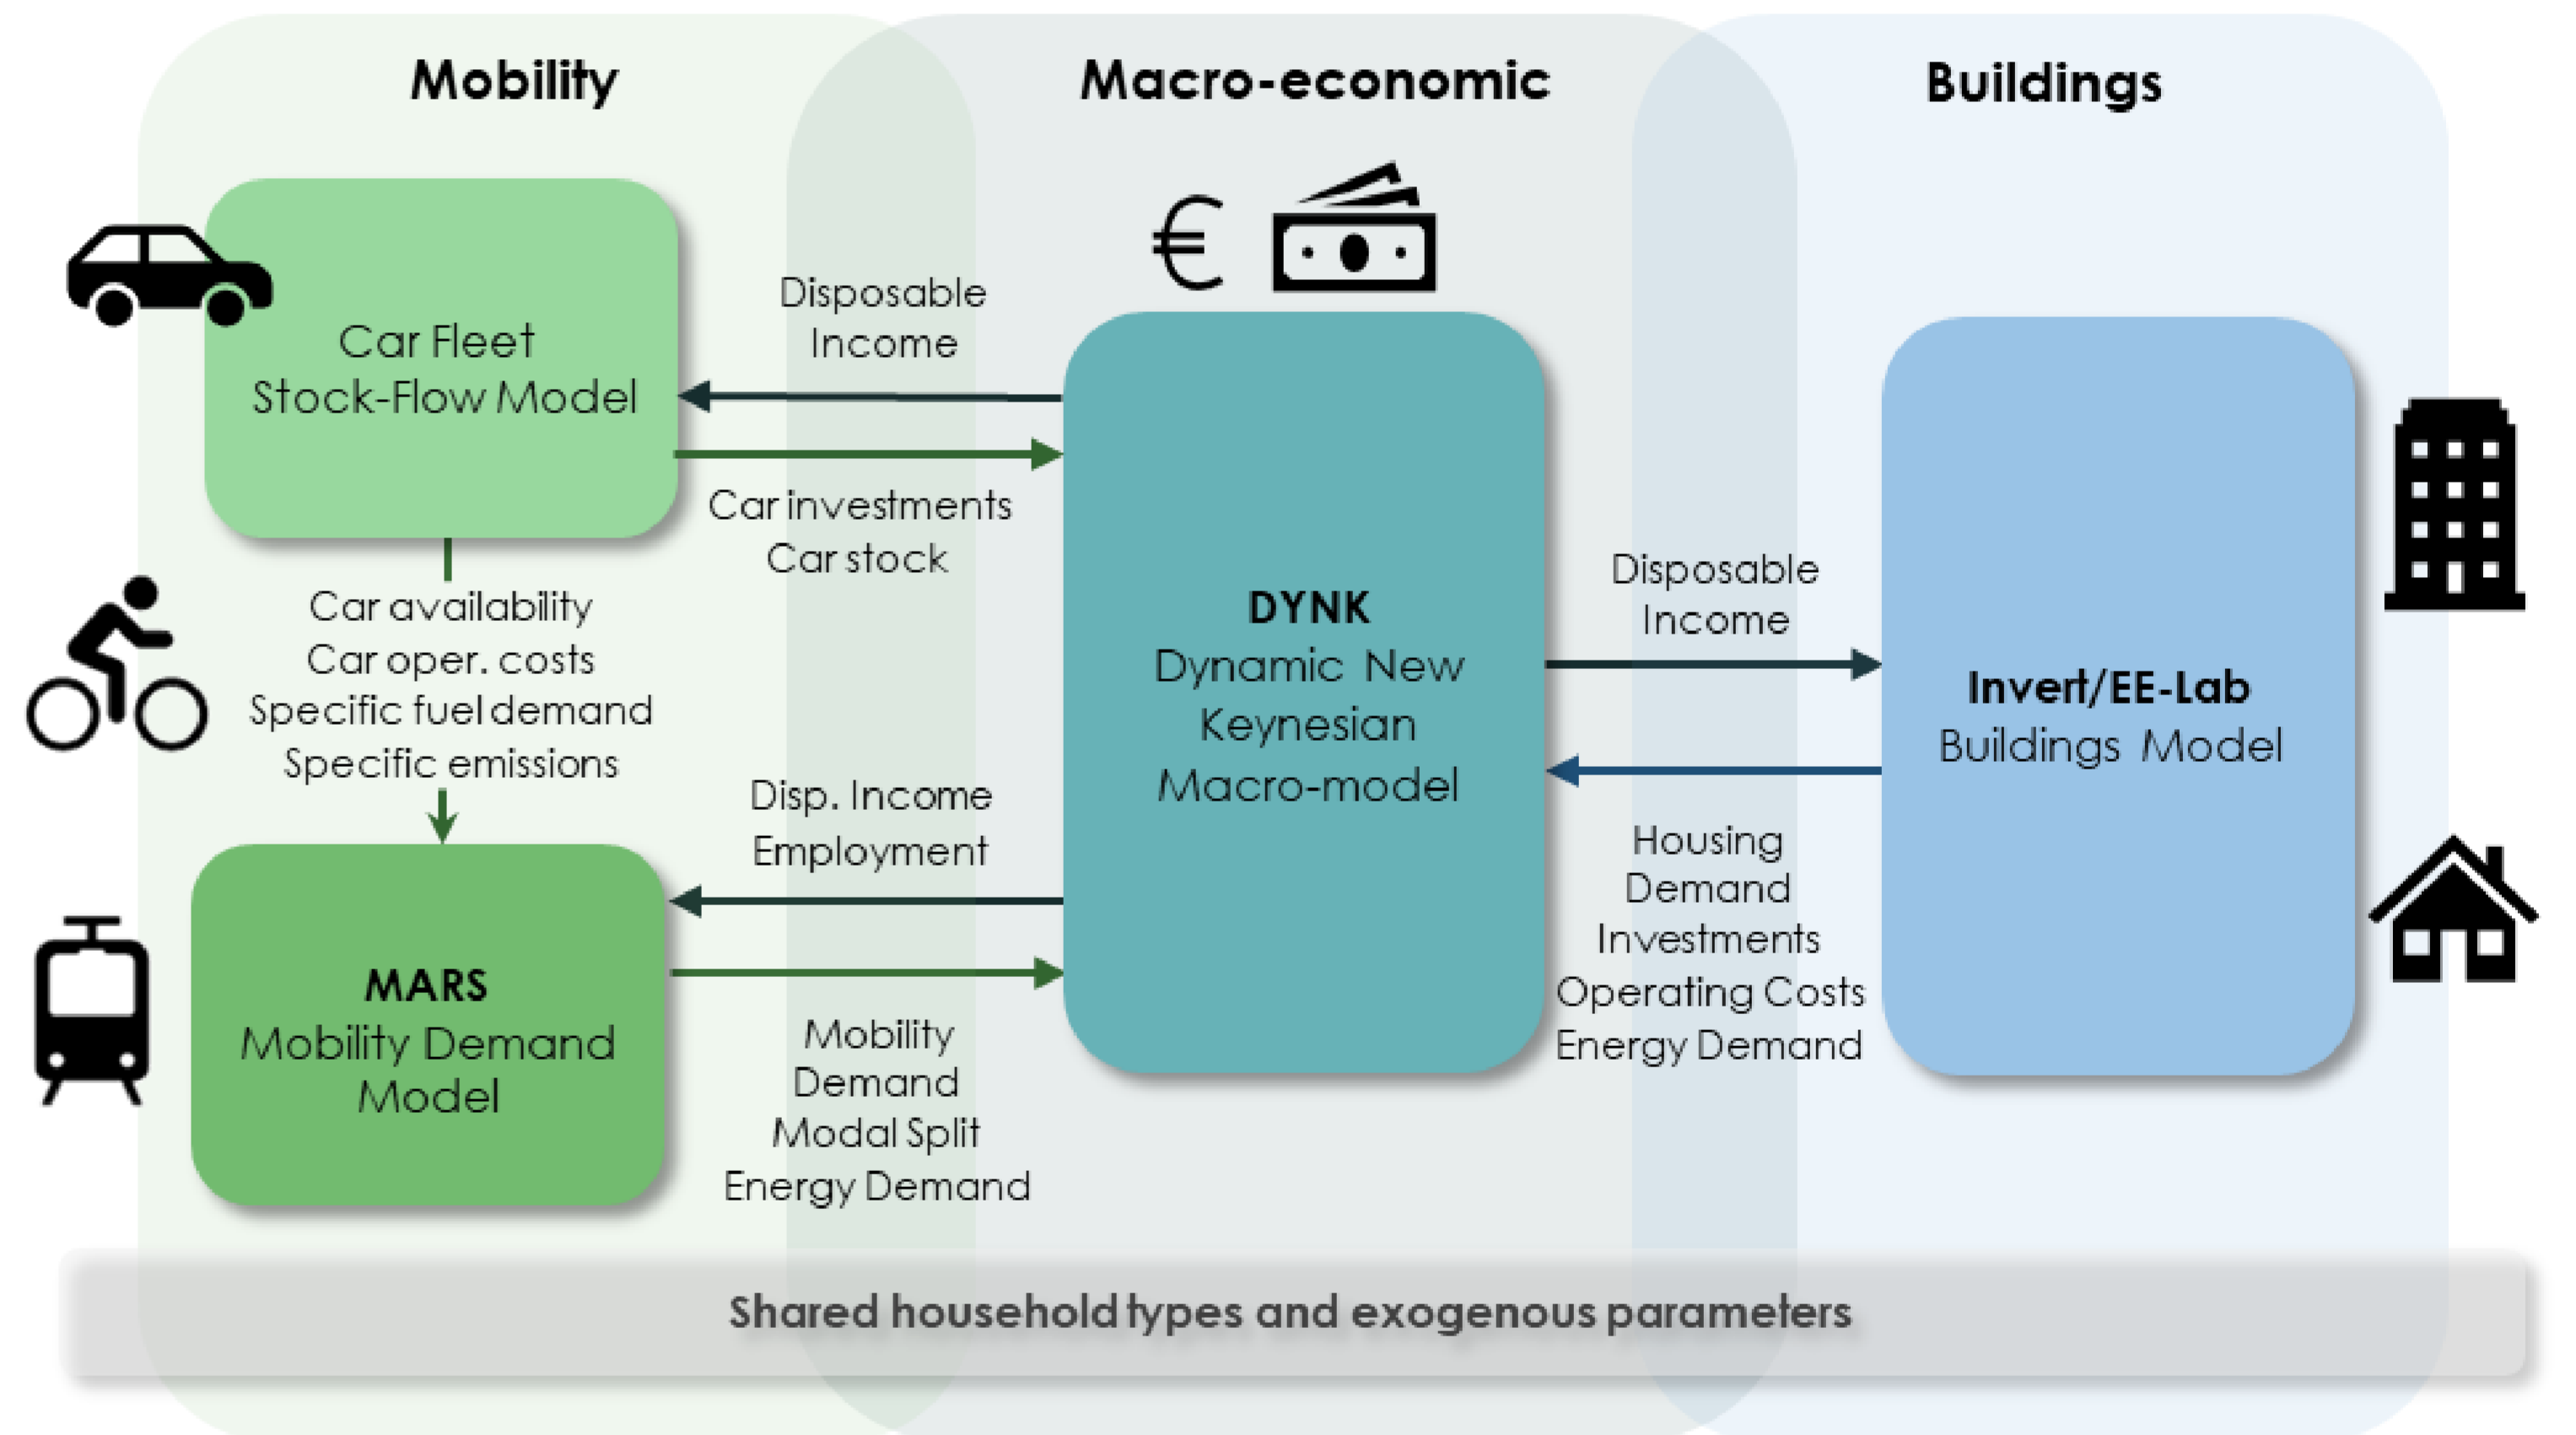 Mobility
Macro-economic
Buildings
Car Fleet
Stock-Flow Model
Disposable
Income
Car investments
Car stock
Car availability
Car oper. costs
Specific fuel demand
Specific emissions
Disp. Income
Employment
MARS
Mobility Demand
Model
Mobility
Demand
Modal Split
Energy Demand
DYNK
Dynamic New
Keynesian
Macro-model
Disposable
Income
Housing
Demand
Investments
Operating Costs
Energy Demand
Invert/EE-Lab
Buildings Model
Shared household types and exogenous parameters